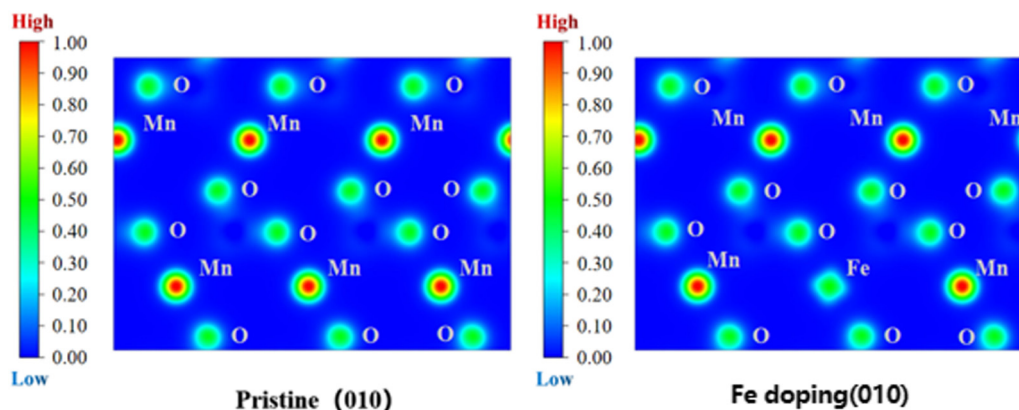 High
1.00
0.90
0.80
0.70
0.60
0.50
0.40
0.30
0.20
0.10
0.00
Low
O O O
Mn Mn Mn
O O O
O O O
Mn Mn Mn
O O O
Pristine (010)
High
1.00
0.90
0.80
0.70
0.60
0.50
0.40
0.30
0.20
0.10
0.00
Low
O O O
Mn Mn Mn
O O O
O O O
Mn Fe Mn
O O O
Fe doping(010)